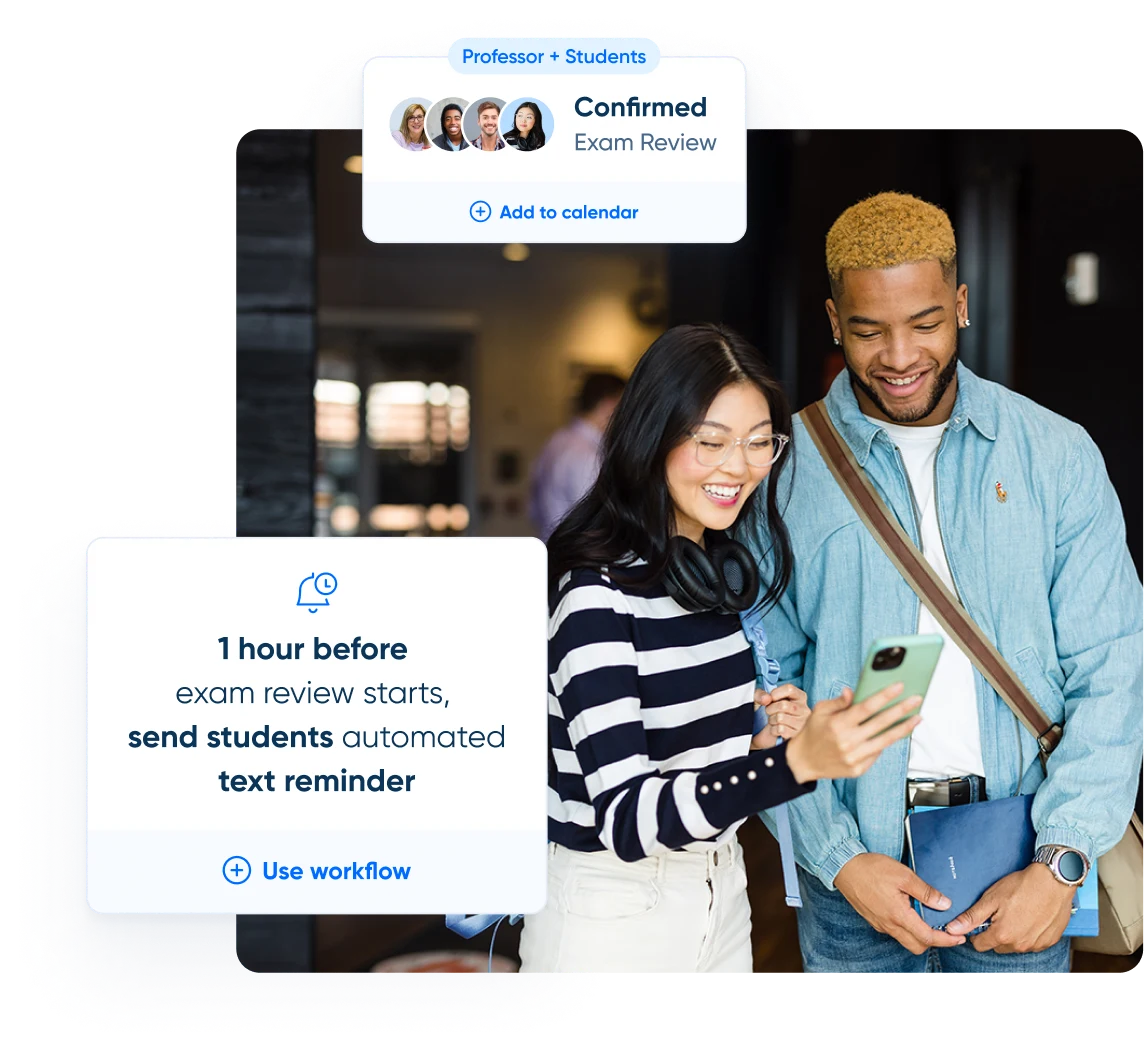 Professor + Students
Confirmed
Exam Review
Add to calendar
1 hour before
exam review starts,
send students automated
text reminder
Use workflow